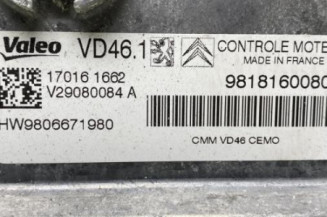 Valeo VD46.1 CONTROLE MOTE
MADE IN FRANCE
17016 1662
V29080084 A
9818160080
HW9806671980
CMM VD46 CEMO